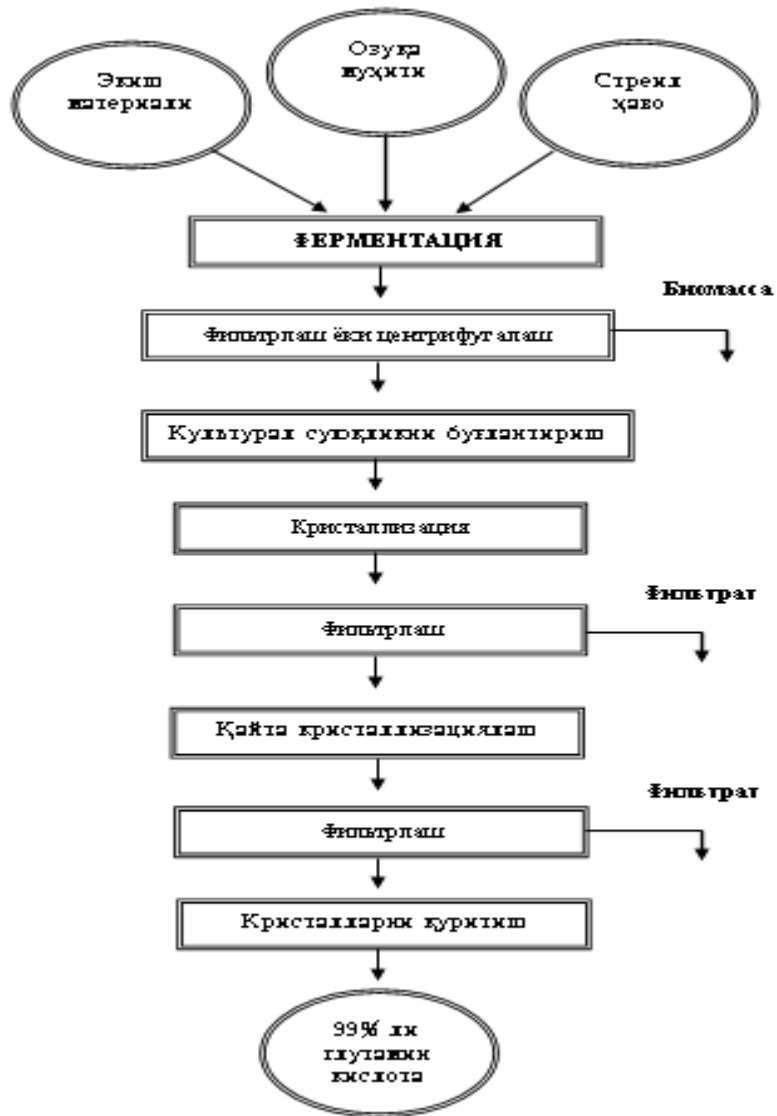 Экиш
материали
Озуқа
муҳити
Стреил
ҳаво
ФЕРМЕНТАЦИЯ
Биомасса
Фильтрлаш ёки центрифугалаш
Культурал суюқликни буғлантириш
Кристаллизация
Фильтрат
Фильтрлаш
Қайта кристаллизациялаш
Фильтрат
Фильтрлаш
Кристалларни қуритиш
99% ли
глутамин
кислота